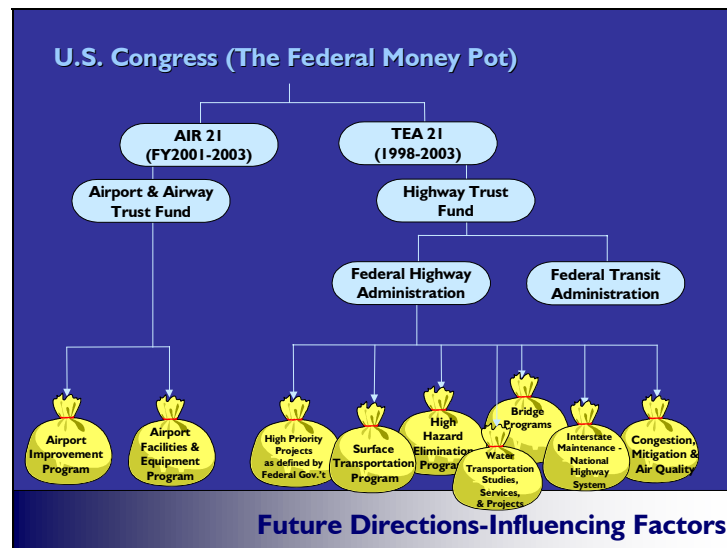 U.S. Congress (The Federal Money Pot)
AIR 21
(FY2001-2003)
TEA 21
(1998-2003)
Airport & Airway
Trust Fund
Highway Trust
Fund
Federal Highway
Administration
Federal Transit
Administration
Airport
Improvement
Program
Airport
Facilities &
Equipment
Program
High Priority
Projects
as defined by
Federal Gov.'t
Surface
Transportation
Program
High
Hazard
Elimination
Program
Water
Transportation
Studies,
Services,
& Projects
Bridge
Programs
Interstate
Maintenance -
National
Highway
System
Congestion,
Mitigation &
Air Quality
Future Directions-Influencing Factors